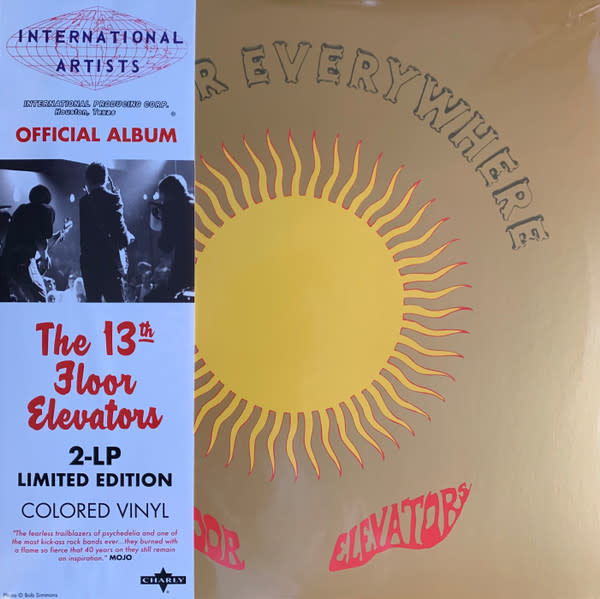 INTERNATIONAL
ARTISTS
INTERNATIONAL PRODUCING CORP.
Houston, Texas
OFFICIAL ALBUM
The 13th
Floor
Elevators
2-LP
LIMITED EDITION
COLORED VINYL
"The fearless trailblazers of psychedelia and one of
the most kick-ass rock bands ever...they burned with
a flame so fierce that 40 years on they still remain
an inspiration." MOJO
CHARLY
Photo © Bob Simmons
R EVERYWHERE
OOR
ELEVATORS